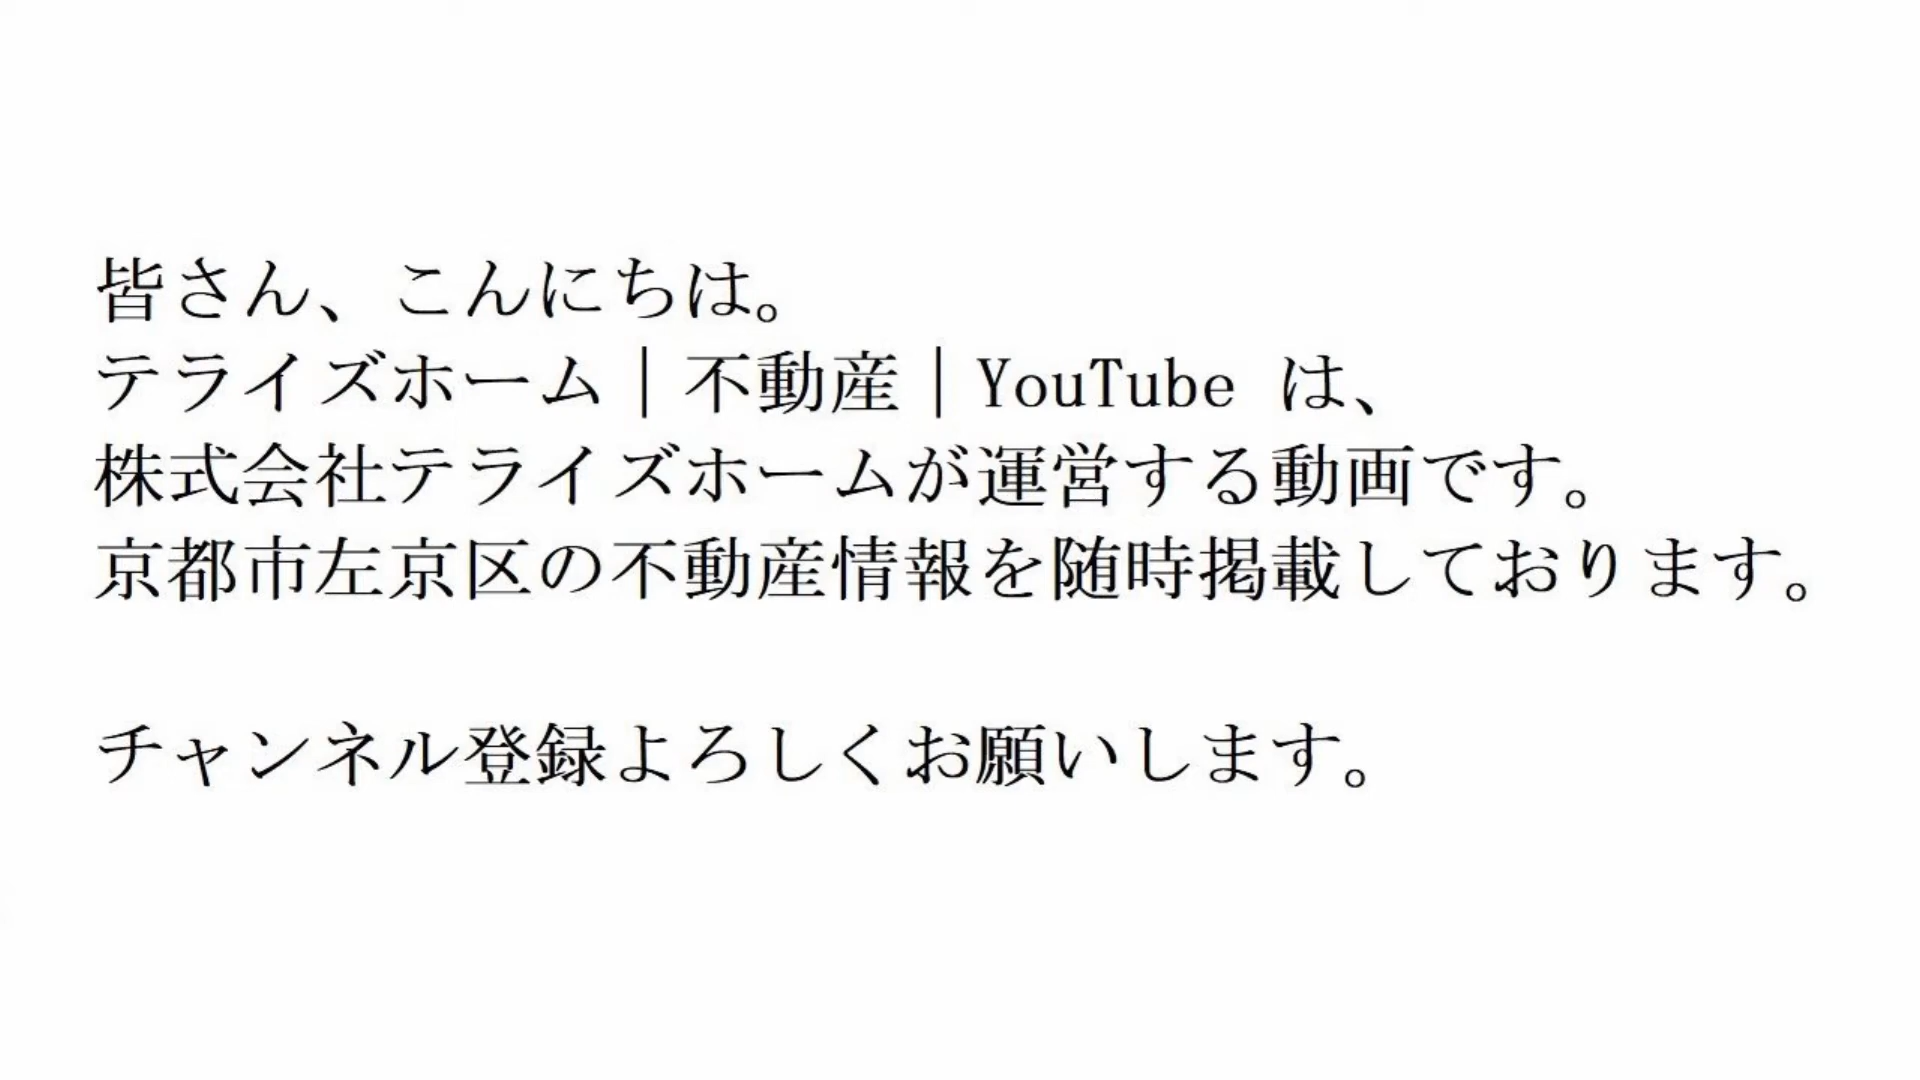 皆さん、こんにちは。
テライズホーム｜不動産｜YouTube は、
株式会社テライズホームが運営する動画です。
京都市左京区の不動産情報を随時掲載しております。
チャンネル登録よろしくお願いします。